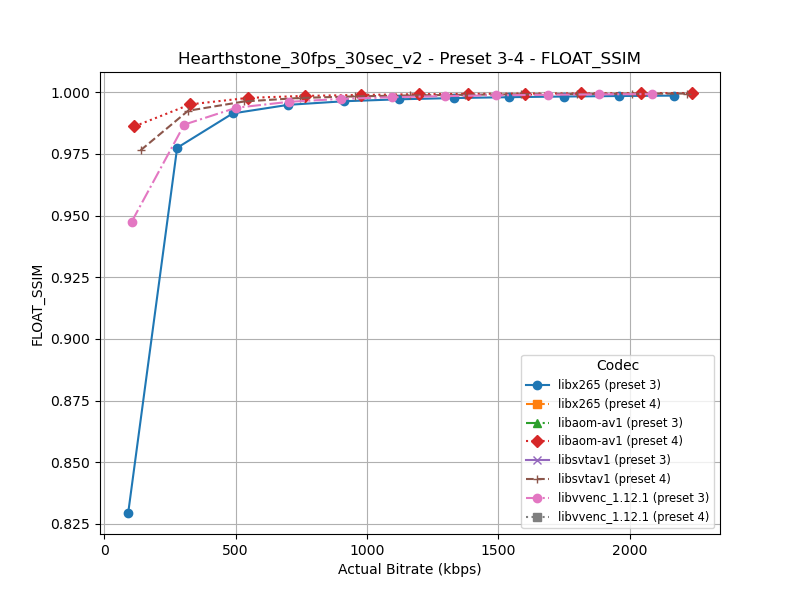 Hearthstone_30fps_30sec_v2 - Preset 3-4 - FLOAT_SSIM
1.000
0.975
0.950
0.925
0.900
0.875
0.850
0.825
FLOAT_SSIM
Codec
libx265 (preset 3)
libx265 (preset 4)
libaom-av1 (preset 3)
libaom-av1 (preset 4)
libsvtav1 (preset 3)
libsvtav1 (preset 4)
libvvenc_1.12.1 (preset 3)
libvvenc_1.12.1 (preset 4)
0 500 1000 1500 2000
Actual Bitrate (kbps)